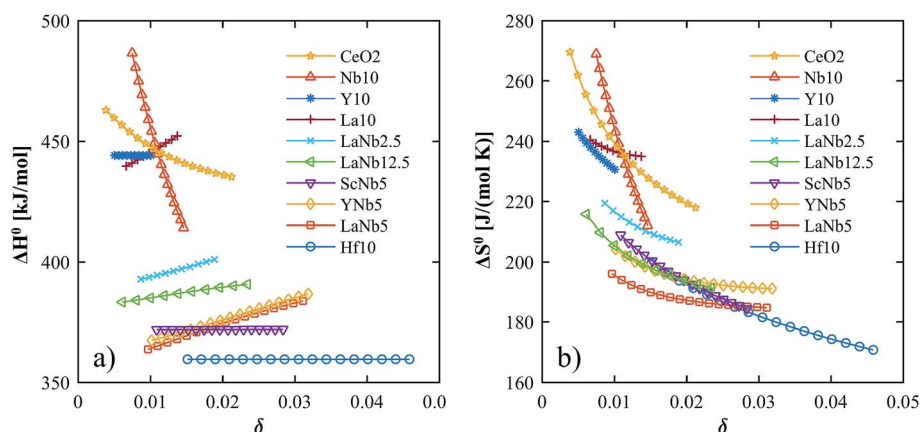 500
450
400
350
ΔH⁰ [kJ/mol]
CeO2
Nb10
Y10
La10
LaNb2.5
LaNb12.5
ScNb5
YNb5
LaNb5
Hf10
a)
0 0.01 0.02 0.03 0.04 0.0
δ
280
260
240
220
200
180
160
ΔS⁰ [J/(mol K)]
CeO2
Nb10
Y10
La10
LaNb2.5
LaNb12.5
ScNb5
YNb5
LaNb5
Hf10
b)
0 0.01 0.02 0.03 0.04 0.05
δ